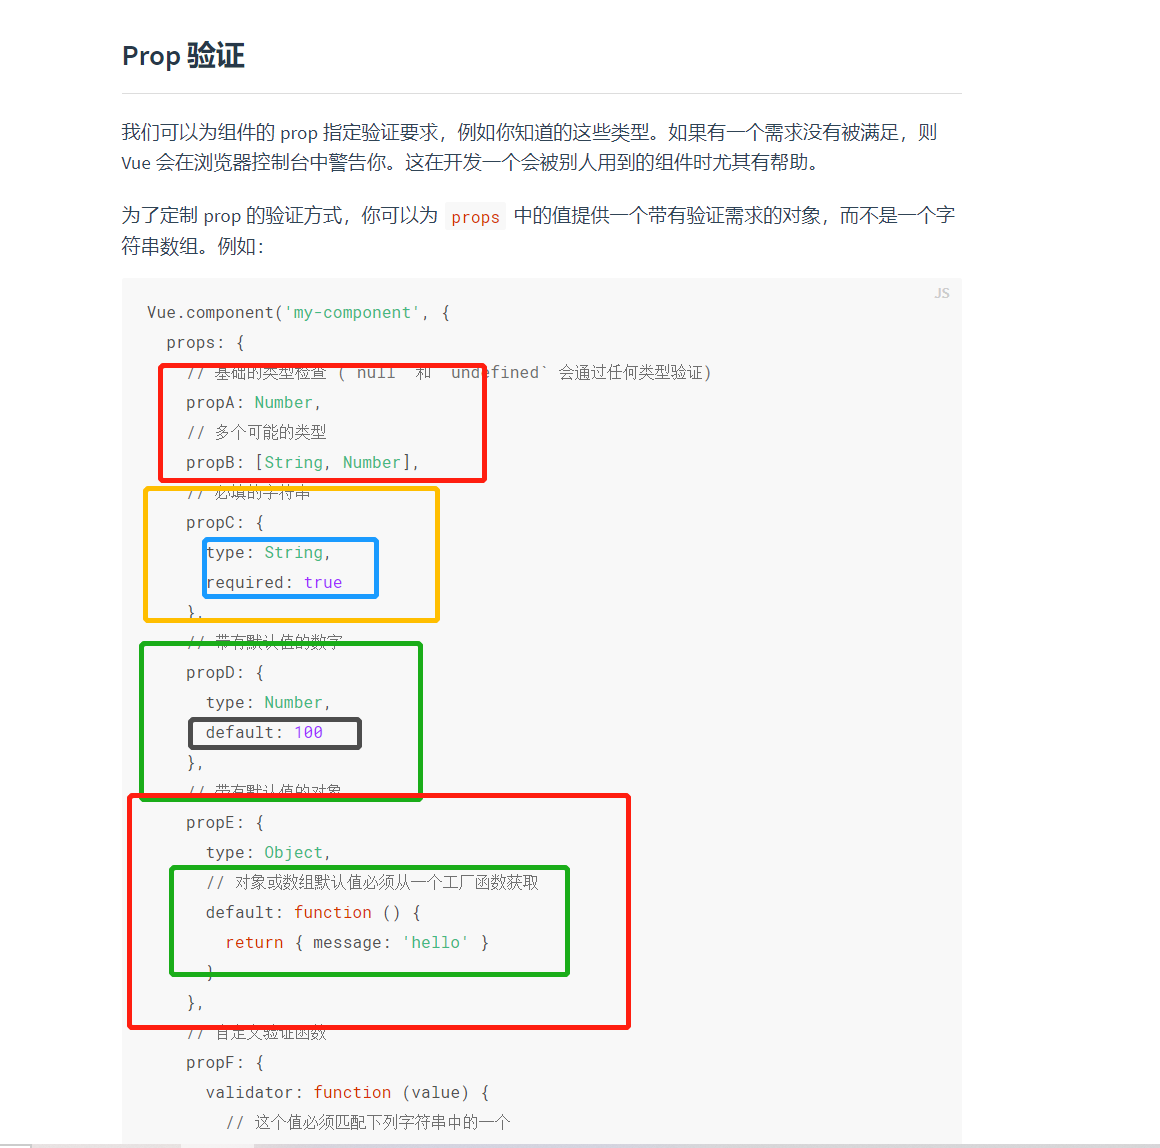 Prop 验证
我们可以为组件的 prop 指定验证要求，例如你知道的这些类型。如果有一个需求没有被满足，则
Vue 会在浏览器控制台中警告你。这在开发一个会被别人用到的组件时尤其有帮助。
为了定制 prop 的验证方式，你可以为 props 中的值提供一个带有验证需求的对象，而不是一个字
符串数组。例如：
JS
Vue.component('my-component', {
props: {
// 基础的类型检查 (`null` 和 `undefined` 会通过任何类型验证)
propA: Number,
// 多个可能的类型
propB: [String, Number],
// 必填的字符串
propC: {
type: String,
required: true
},
// 带有默认值的数字
propD: {
type: Number,
default: 100
},
// 带有默认值的对象
propE: {
type: Object,
// 对象或数组默认值必须从一个工厂函数获取
default: function () {
return { message: 'hello' }
}
},
// 自定义验证函数
propF: {
validator: function (value) {
// 这个值必须匹配下列字符串中的一个